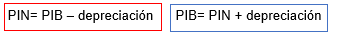 PIN= PIB – depreciación
PIB= PIN + depreciación